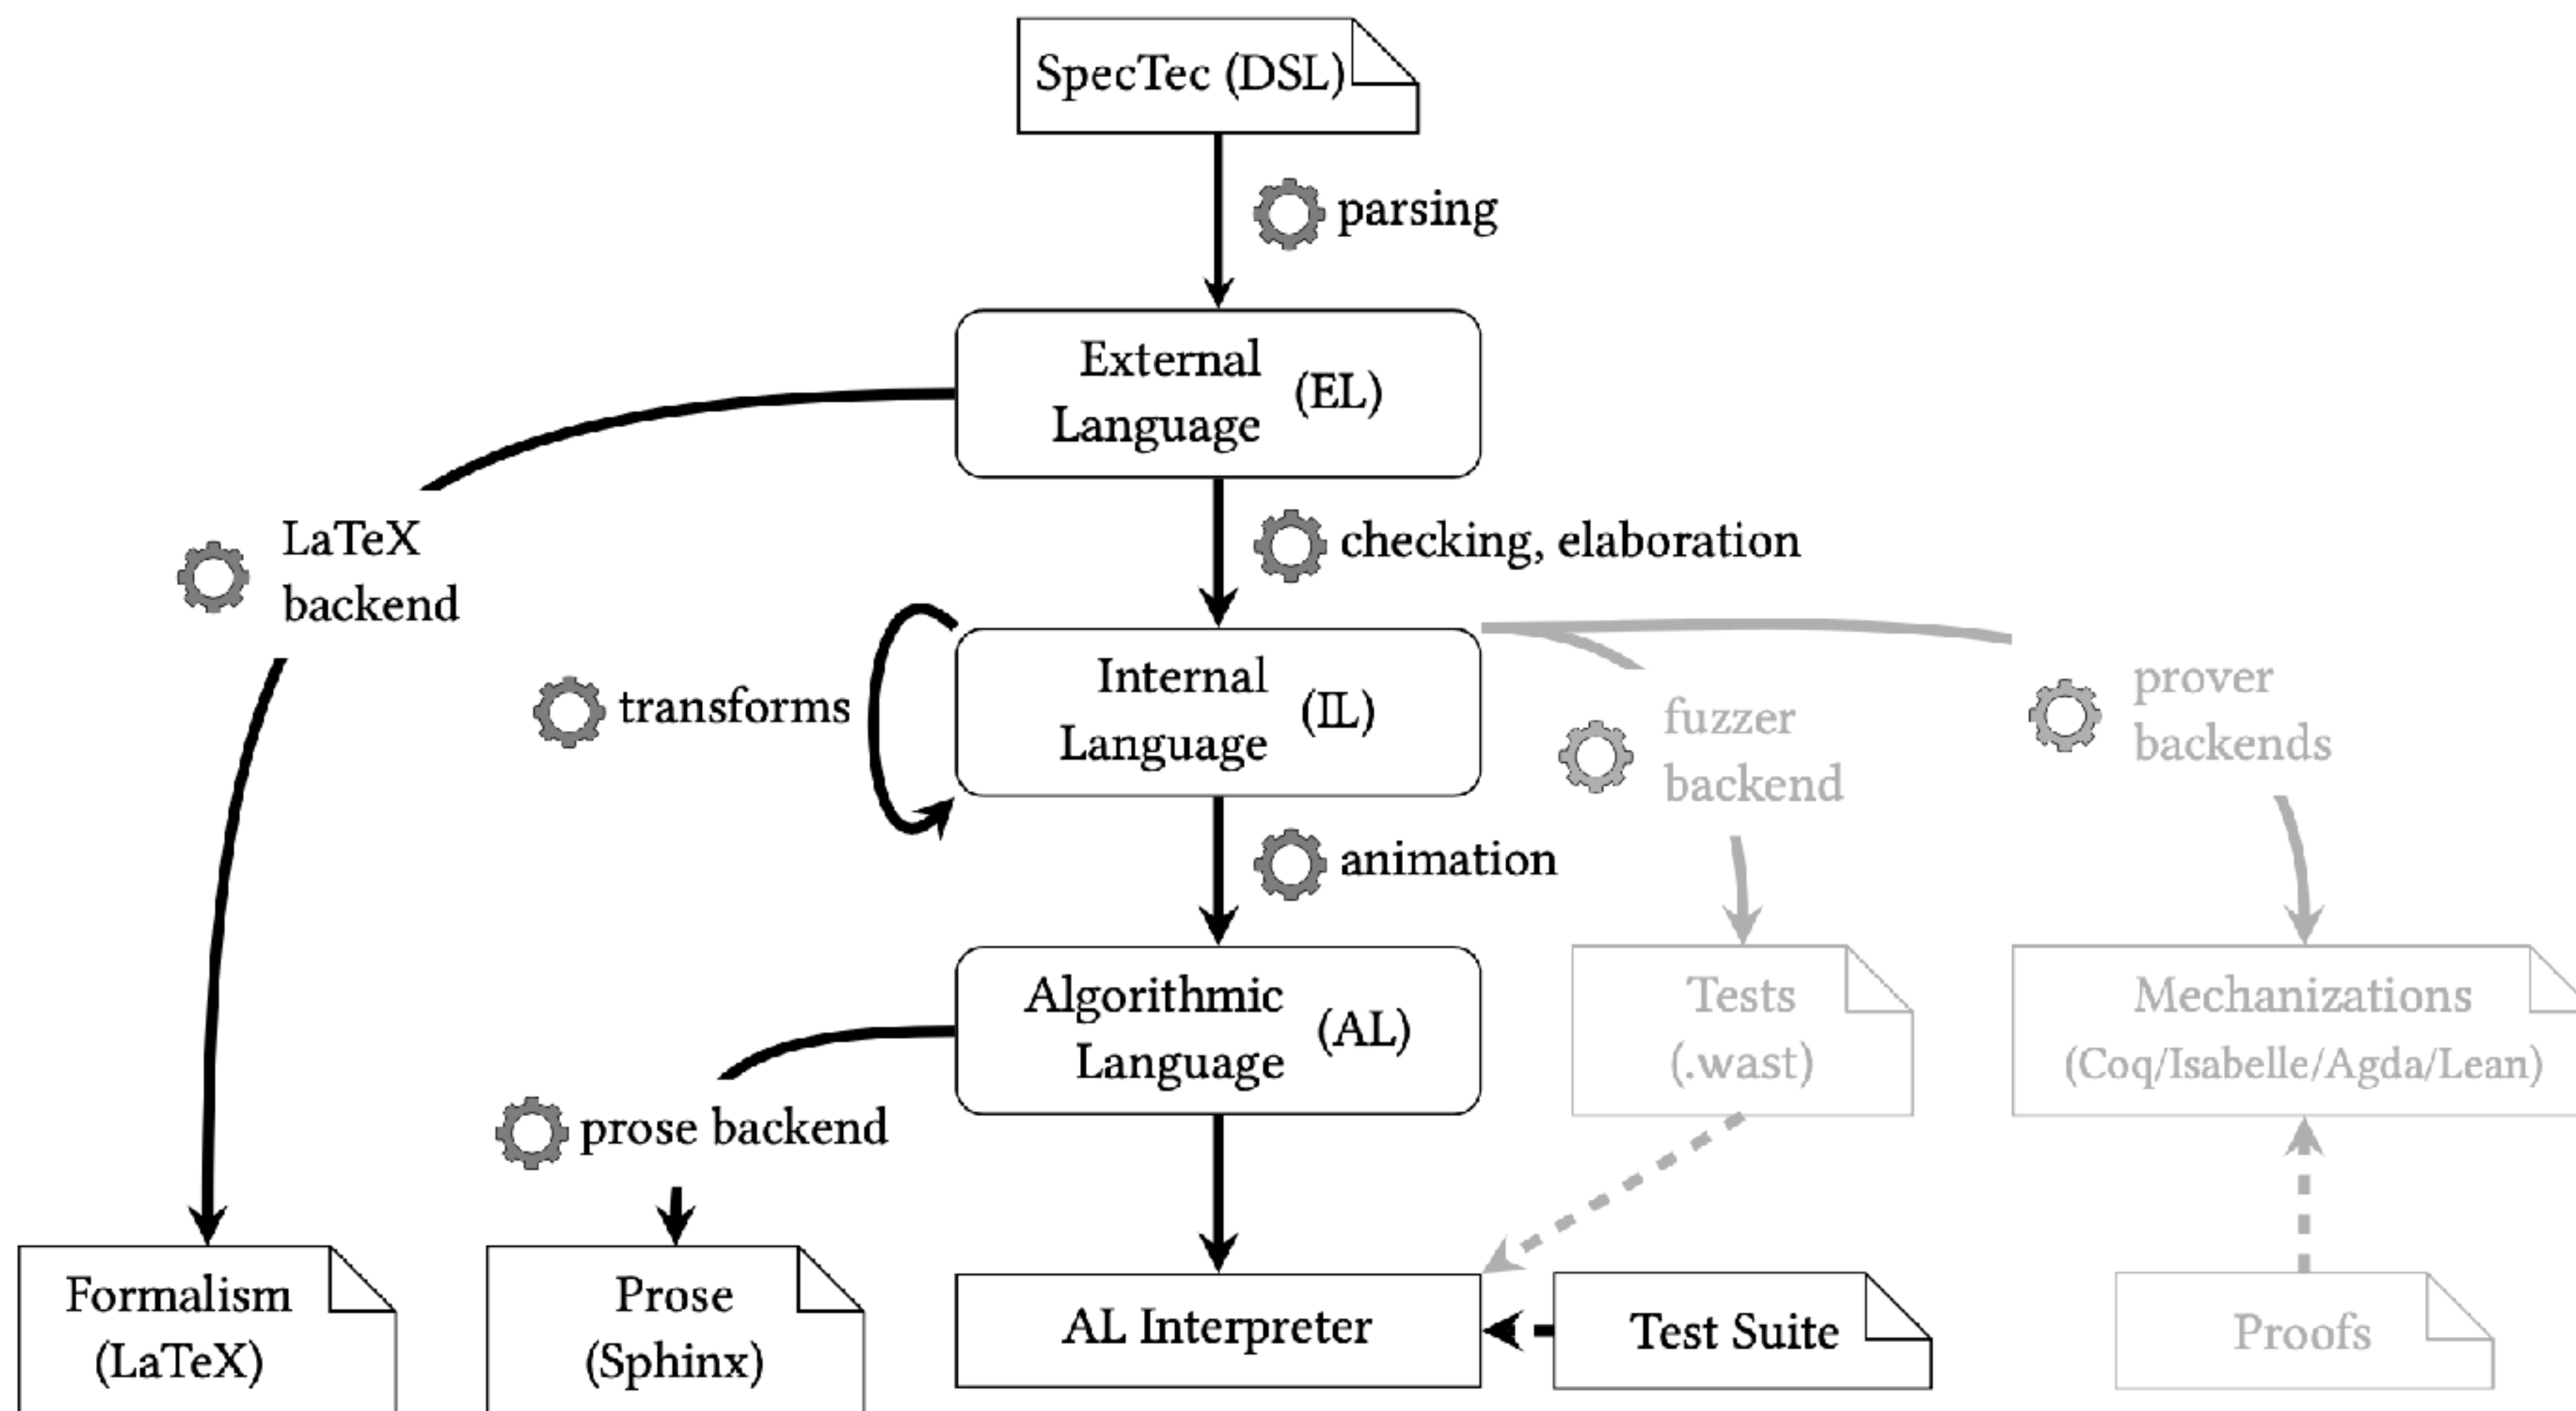 SpecTec (DSL)
parsing
External
Language
(EL)
LaTeX
backend
checking, elaboration
Internal
Language
(IL)
transforms
fuzzer
backend
prover
backends
animation
Algorithmic
Language
(AL)
Tests
(.wast)
Mechanizations
(Coq/Isabelle/Agda/Lean)
prose backend
Formalism
(LaTeX)
Prose
(Sphinx)
AL Interpreter
Test Suite
Proofs